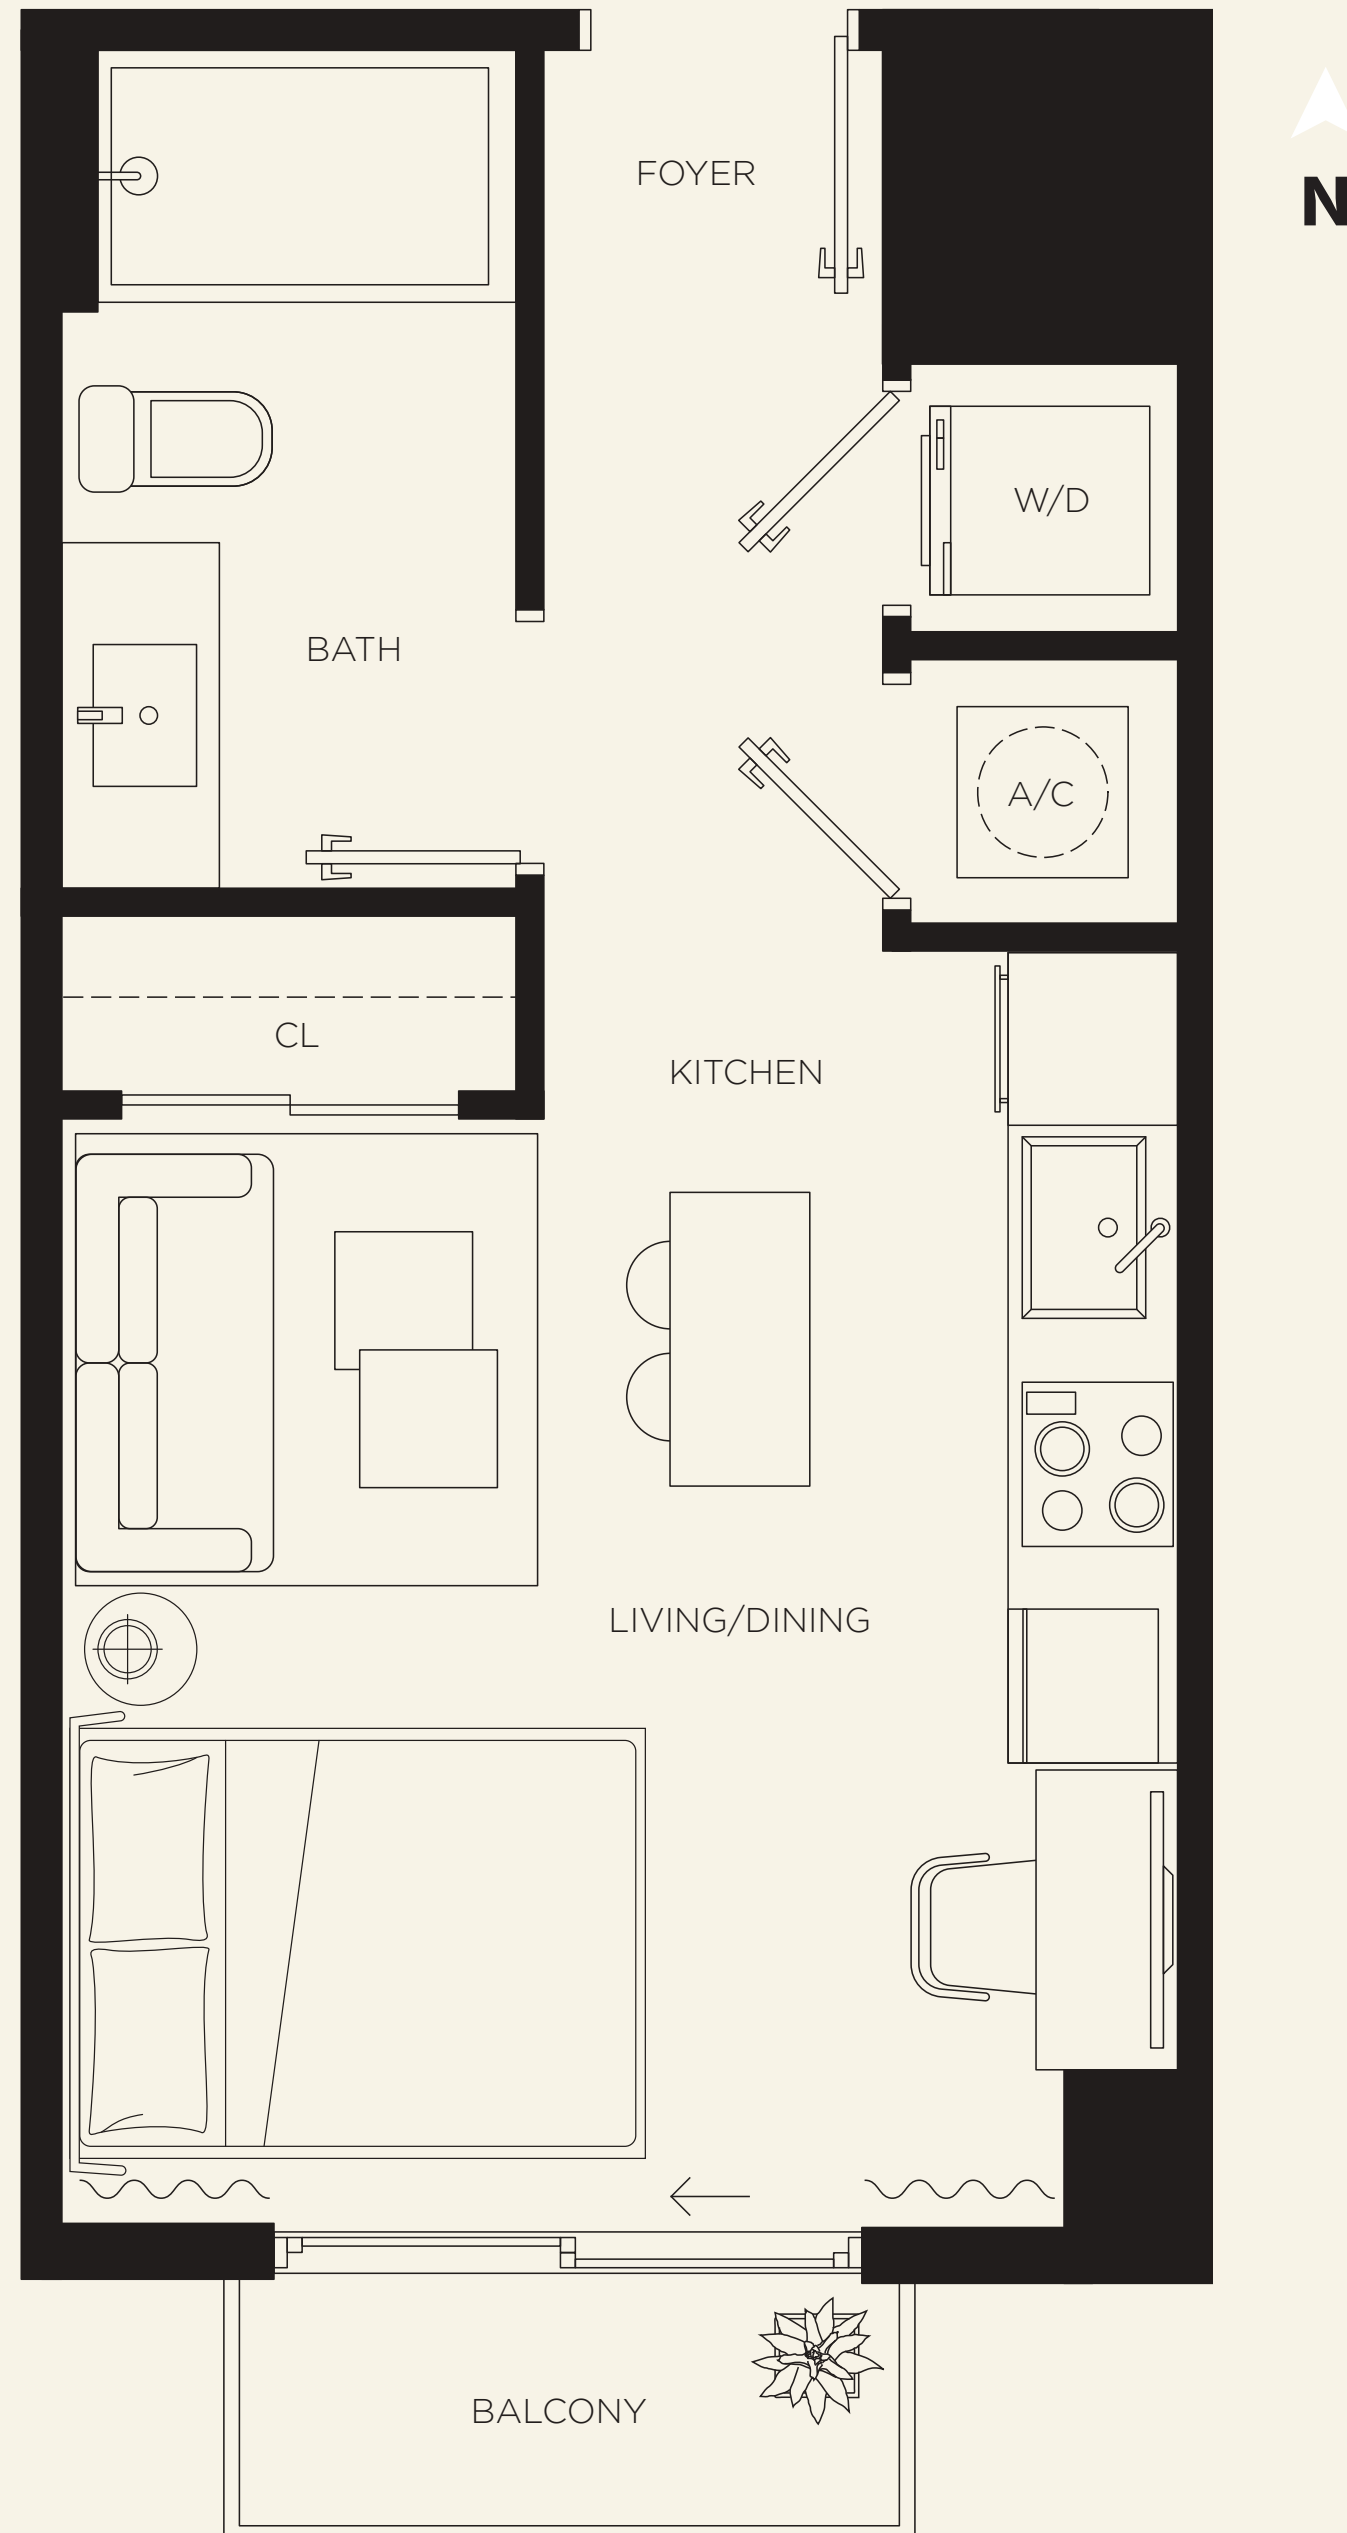 FOYER
N
W/D
BATH
A/C
CL
KITCHEN
LIVING/DINING
BALCONY